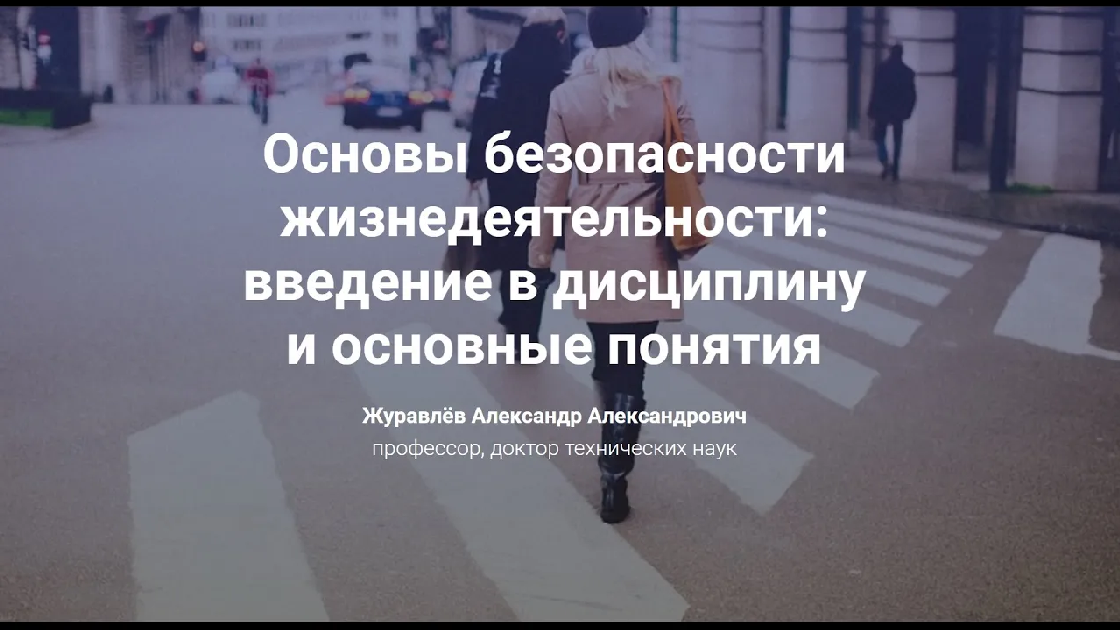 Основы безопасности
жизнедеятельности:
введение в дисциплину
и основные понятия
Журавлёв Александр Александрович
профессор, доктор технических наук